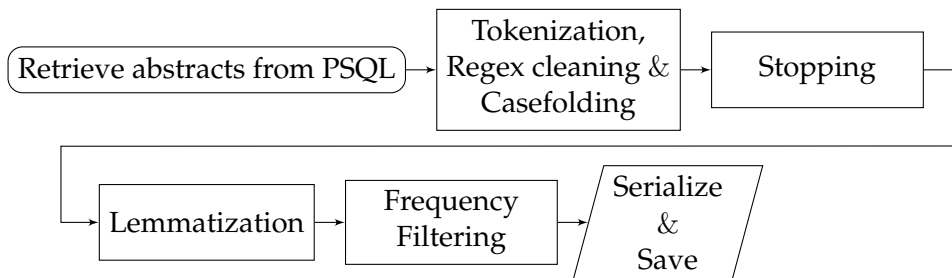 Retrieve abstracts from PSQL
Tokenization,
Regex cleaning &
Casefolding
Stopping
Lemmatization
Frequency
Filtering
Serialize
&
Save